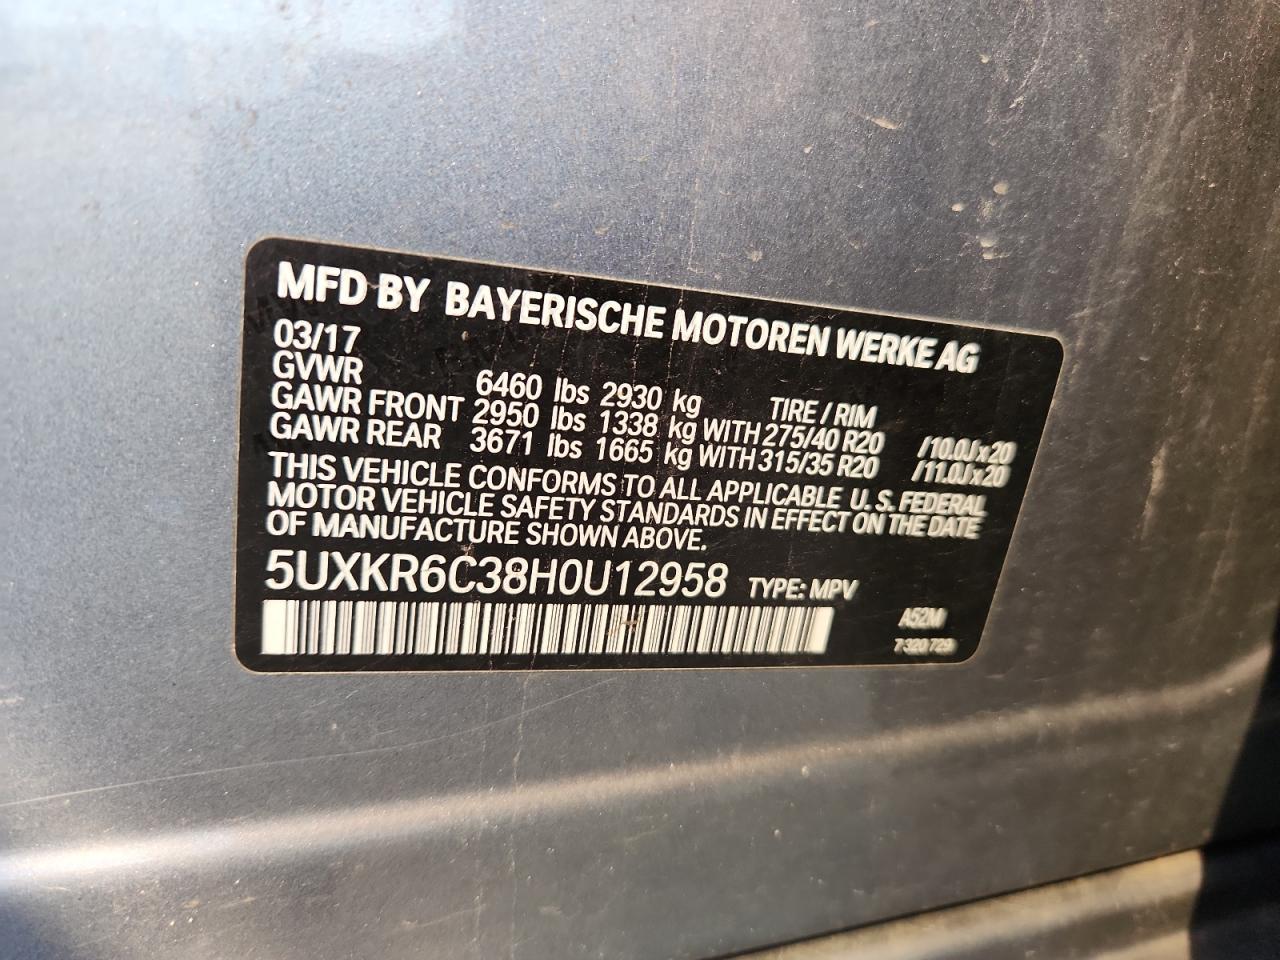 MFD BY BAYERISCHE MOTOREN WERKE AG
03/17
GVWR 6460 lbs 2930 kg TIRE / RIM
GAWR FRONT 2950 lbs 1338 kg WITH 275/40 R20 /10.0Jx20
GAWR REAR 3671 lbs 1665 kg WITH 315/35 R20 /11.0Jx20
THIS VEHICLE CONFORMS TO ALL APPLICABLE U. S. FEDERAL
MOTOR VEHICLE SAFETY STANDARDS IN EFFECT ON THE DATE
OF MANUFACTURE SHOWN ABOVE.
5UXKR6C38H0U12958 TYPE: MPV
A52M
7 320 729